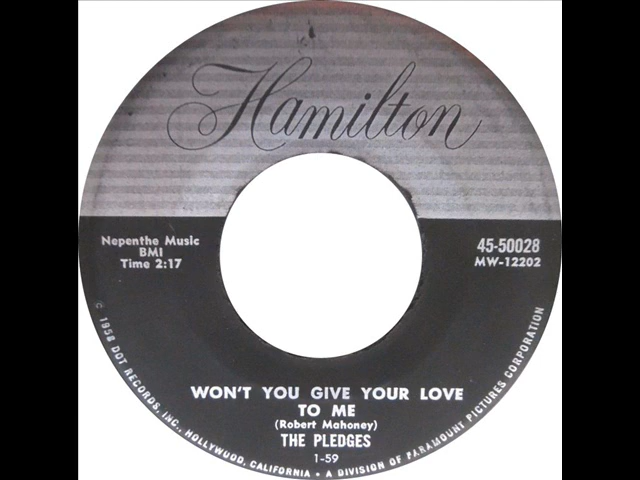 Hamilton
Nepenthe Music
BMI
Time 2:17
45-50028
MW-12202
WON'T YOU GIVE YOUR LOVE
TO ME
(Robert Mahoney)
THE PLEDGES
1-59
© 1958 DOT RECORDS, INC., HOLLYWOOD, CALIFORNIA • A DIVISION OF PARAMOUNT PICTURES CORPORATION